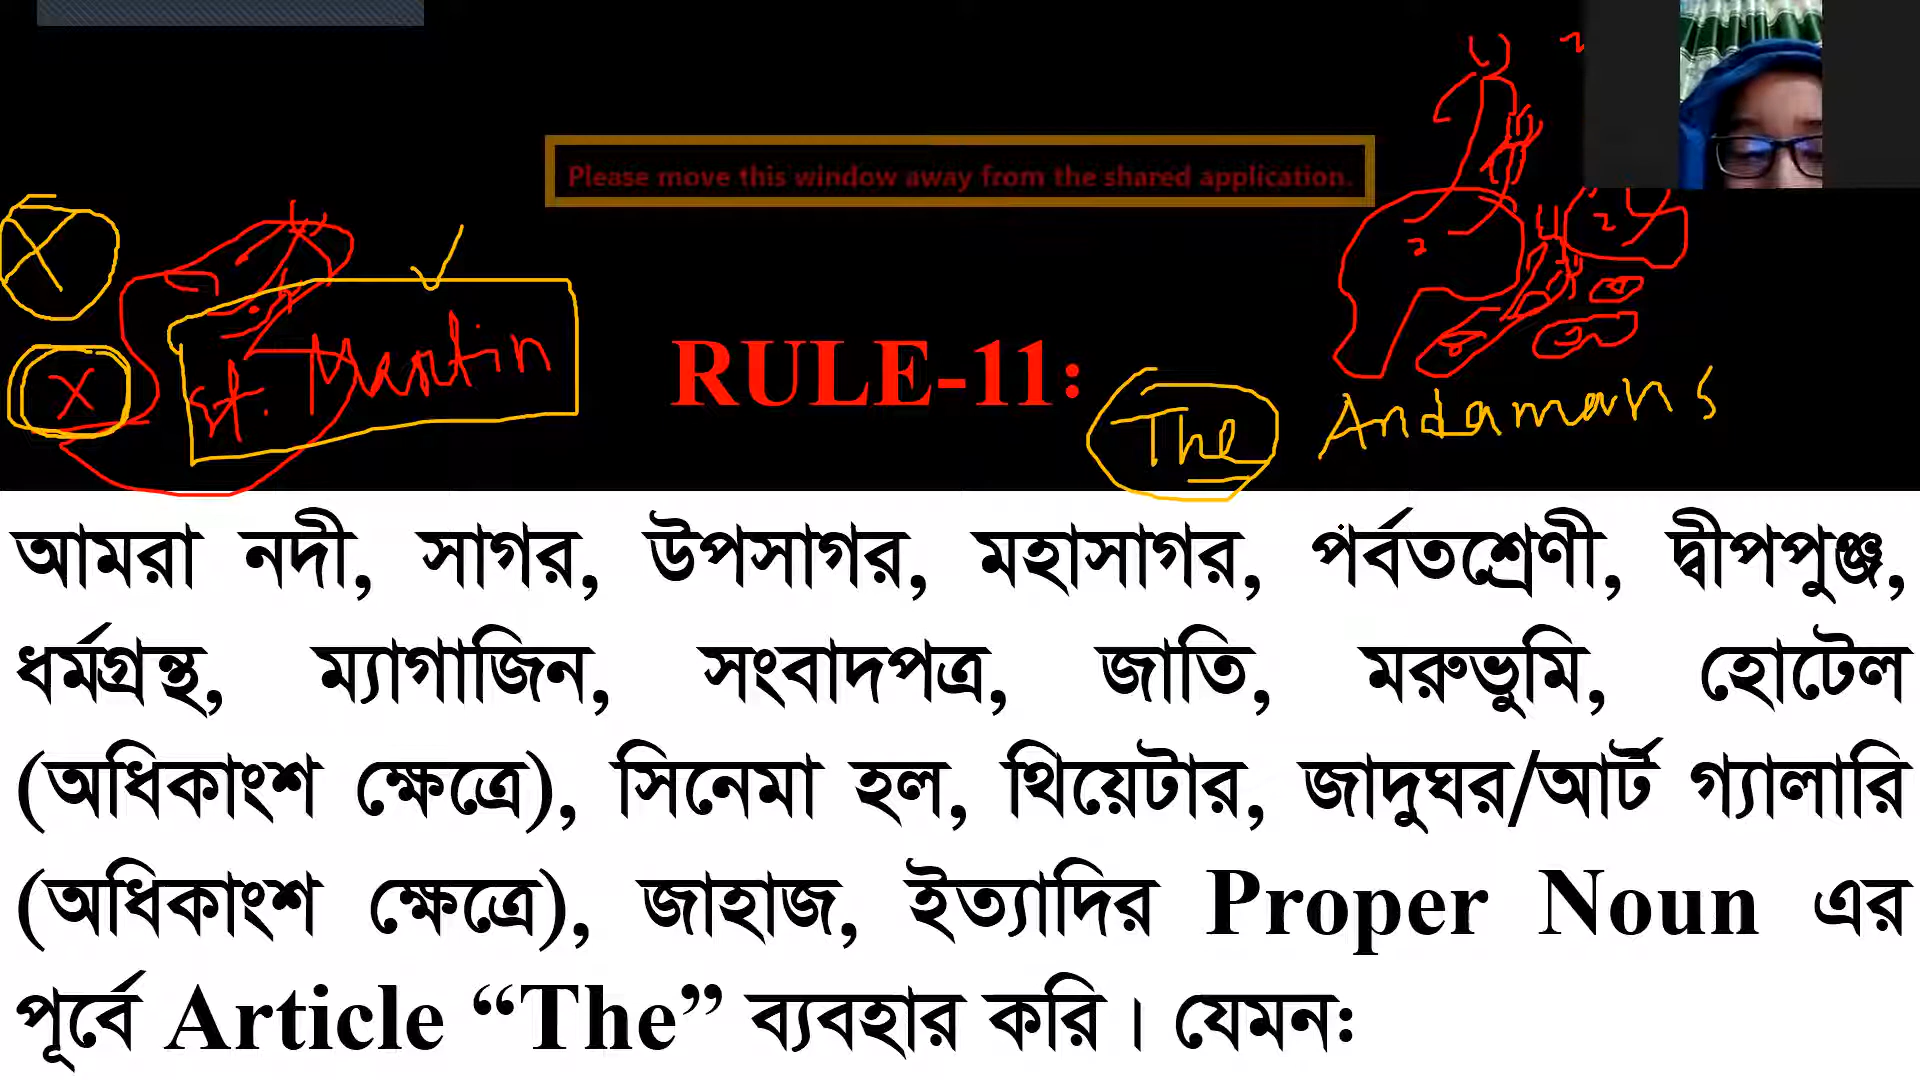 Please move this window away from the shared application.
St. Martin
RULE-11:
The Andamans
আমরা নদী, সাগর, উপসাগর, মহাসাগর, পর্বতশ্রেণী, দ্বীপপুঞ্জ,
ধর্মগ্রন্থ, ম্যাগাজিন, সংবাদপত্র, জাতি, মরুভুমি, হোটেল
(অধিকাংশ ক্ষেত্রে), সিনেমা হল, থিয়েটার, জাদুঘর/আর্ট গ্যালারি
(অধিকাংশ ক্ষেত্রে), জাহাজ, ইত্যাদির Proper Noun এর
পূর্বে Article “The” ব্যবহার করি। যেমনঃ